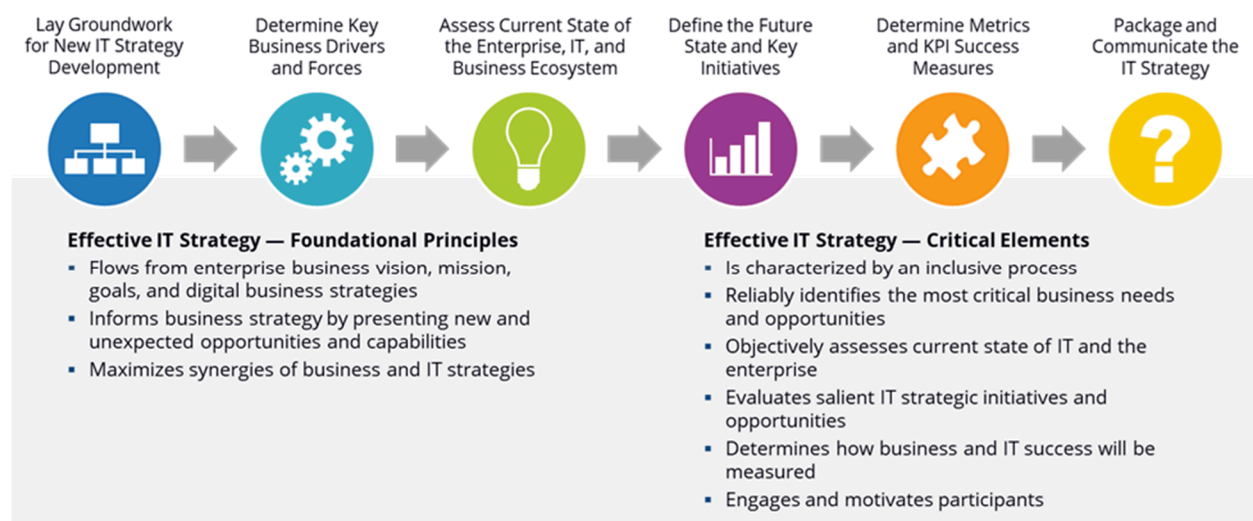 Lay Groundwork
for New IT Strategy
Development
Determine Key
Business Drivers
and Forces
Assess Current State of
the Enterprise, IT, and
Business Ecosystem
Define the Future
State and Key
Initiatives
Determine Metrics
and KPI Success
Measures
Package and
Communicate the
IT Strategy
?
Effective IT Strategy — Foundational Principles
▪ Flows from enterprise business vision, mission,
goals, and digital business strategies
▪ Informs business strategy by presenting new and
unexpected opportunities and capabilities
▪ Maximizes synergies of business and IT strategies
Effective IT Strategy — Critical Elements
▪ Is characterized by an inclusive process
▪ Reliably identifies the most critical business needs
and opportunities
▪ Objectively assesses current state of IT and the
enterprise
▪ Evaluates salient IT strategic initiatives and
opportunities
▪ Determines how business and IT success will be
measured
▪ Engages and motivates participants